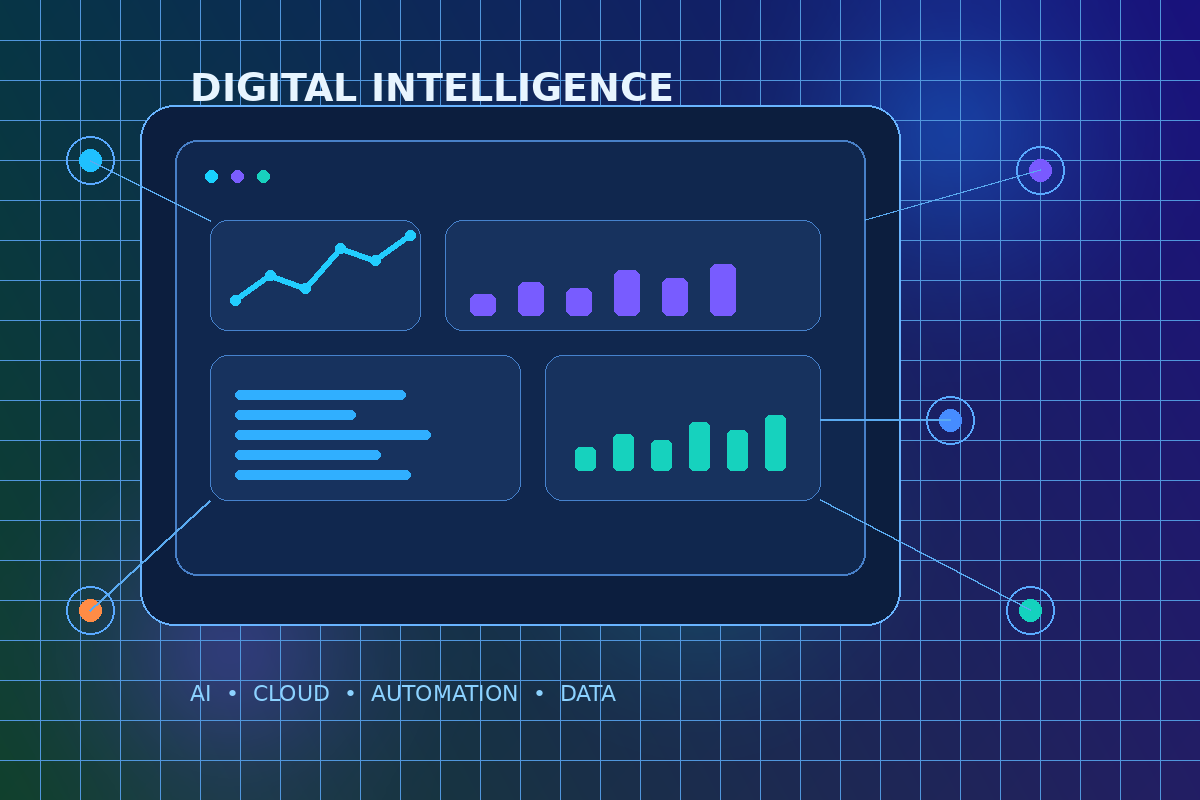 DIGITAL INTELLIGENCE
AI • CLOUD • AUTOMATION • DATA